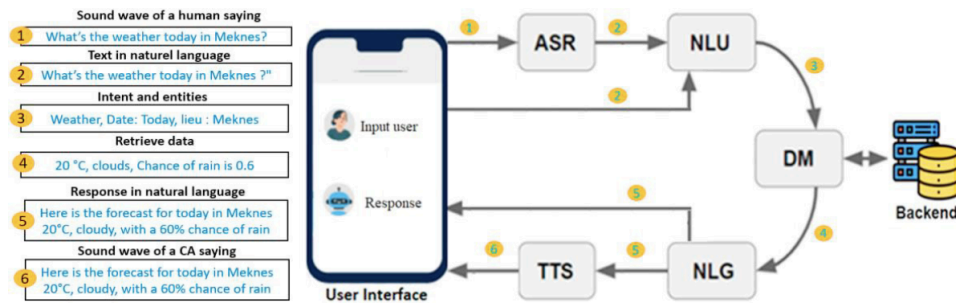 Sound wave of a human saying
1 What's the weather today in Meknes?
Text in naturel language
2 What's the weather today in Meknes ?"
Intent and entities
3 Weather, Date: Today, lieu : Meknes
Retrieve data
4 20 °C, clouds, Chance of rain is 0.6
Response in natural language
5 Here is the forecast for today in Meknes
20°C, cloudy, with a 60% chance of rain
Sound wave of a CA saying
6 Here is the forecast for today in Meknes
20°C, cloudy, with a 60% chance of rain
Input user
Response
User Interface
1
ASR
2
NLU
2
3
DM
Backend
4
NLG
5
5
TTS
6